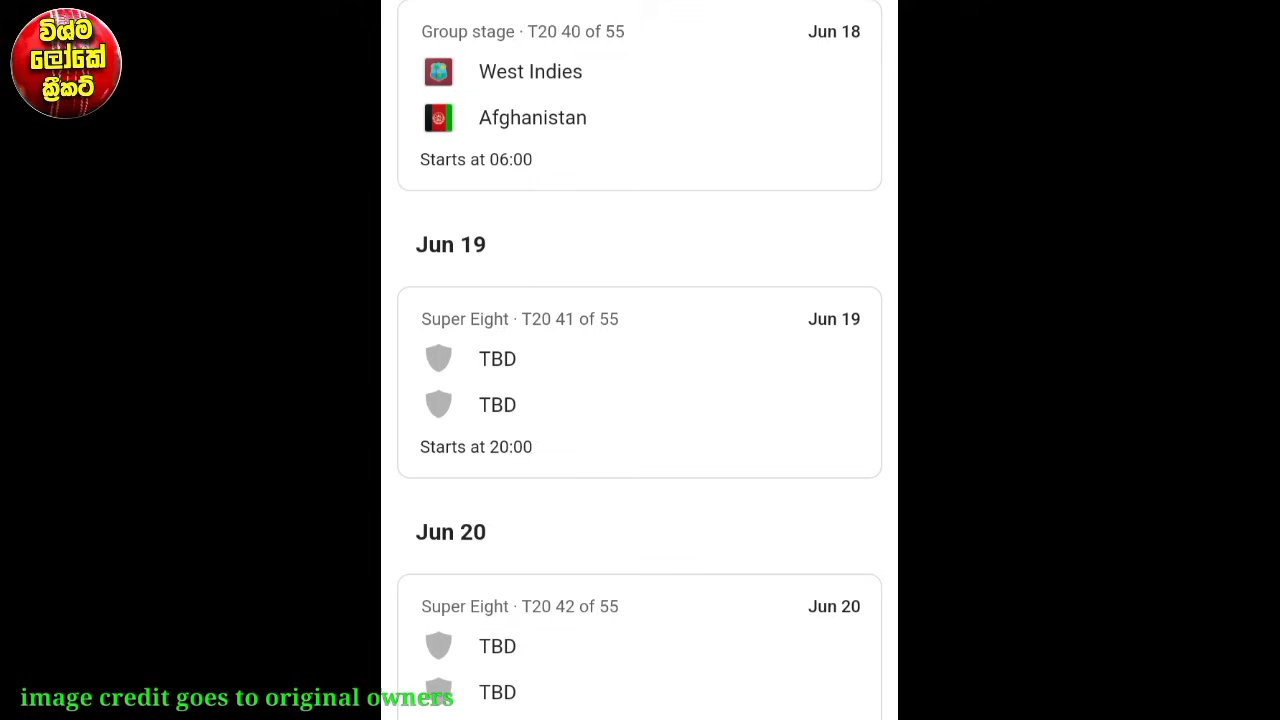 විශ්ම
ලෝකේ
ක්‍රිකට්
Group stage · T20 40 of 55
Jun 18
West Indies
Afghanistan
Starts at 06:00
Jun 19
Super Eight · T20 41 of 55
Jun 19
TBD
TBD
Starts at 20:00
Jun 20
Super Eight · T20 42 of 55
Jun 20
TBD
TBD
image credit goes to original owners